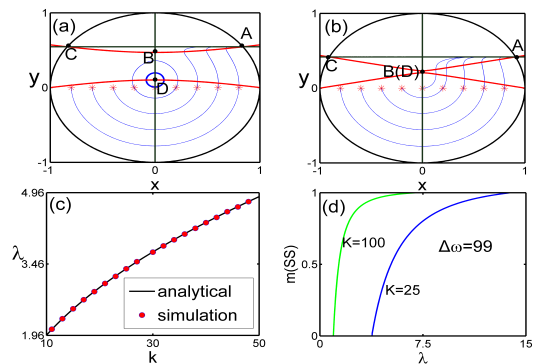 1
(a)
A
C
B
y
0
D
-1
-1
0
1
x
1
(b)
A
C
B(D)
y
0
-1
-1
0
1
x
4.96
(c)
λ
3.46
analytical
simulation
1.96
10
30
50
k
1
(d)
m(SS)
0.5
K=100
Δω=99
K=25
0
0
7.5
15
λ